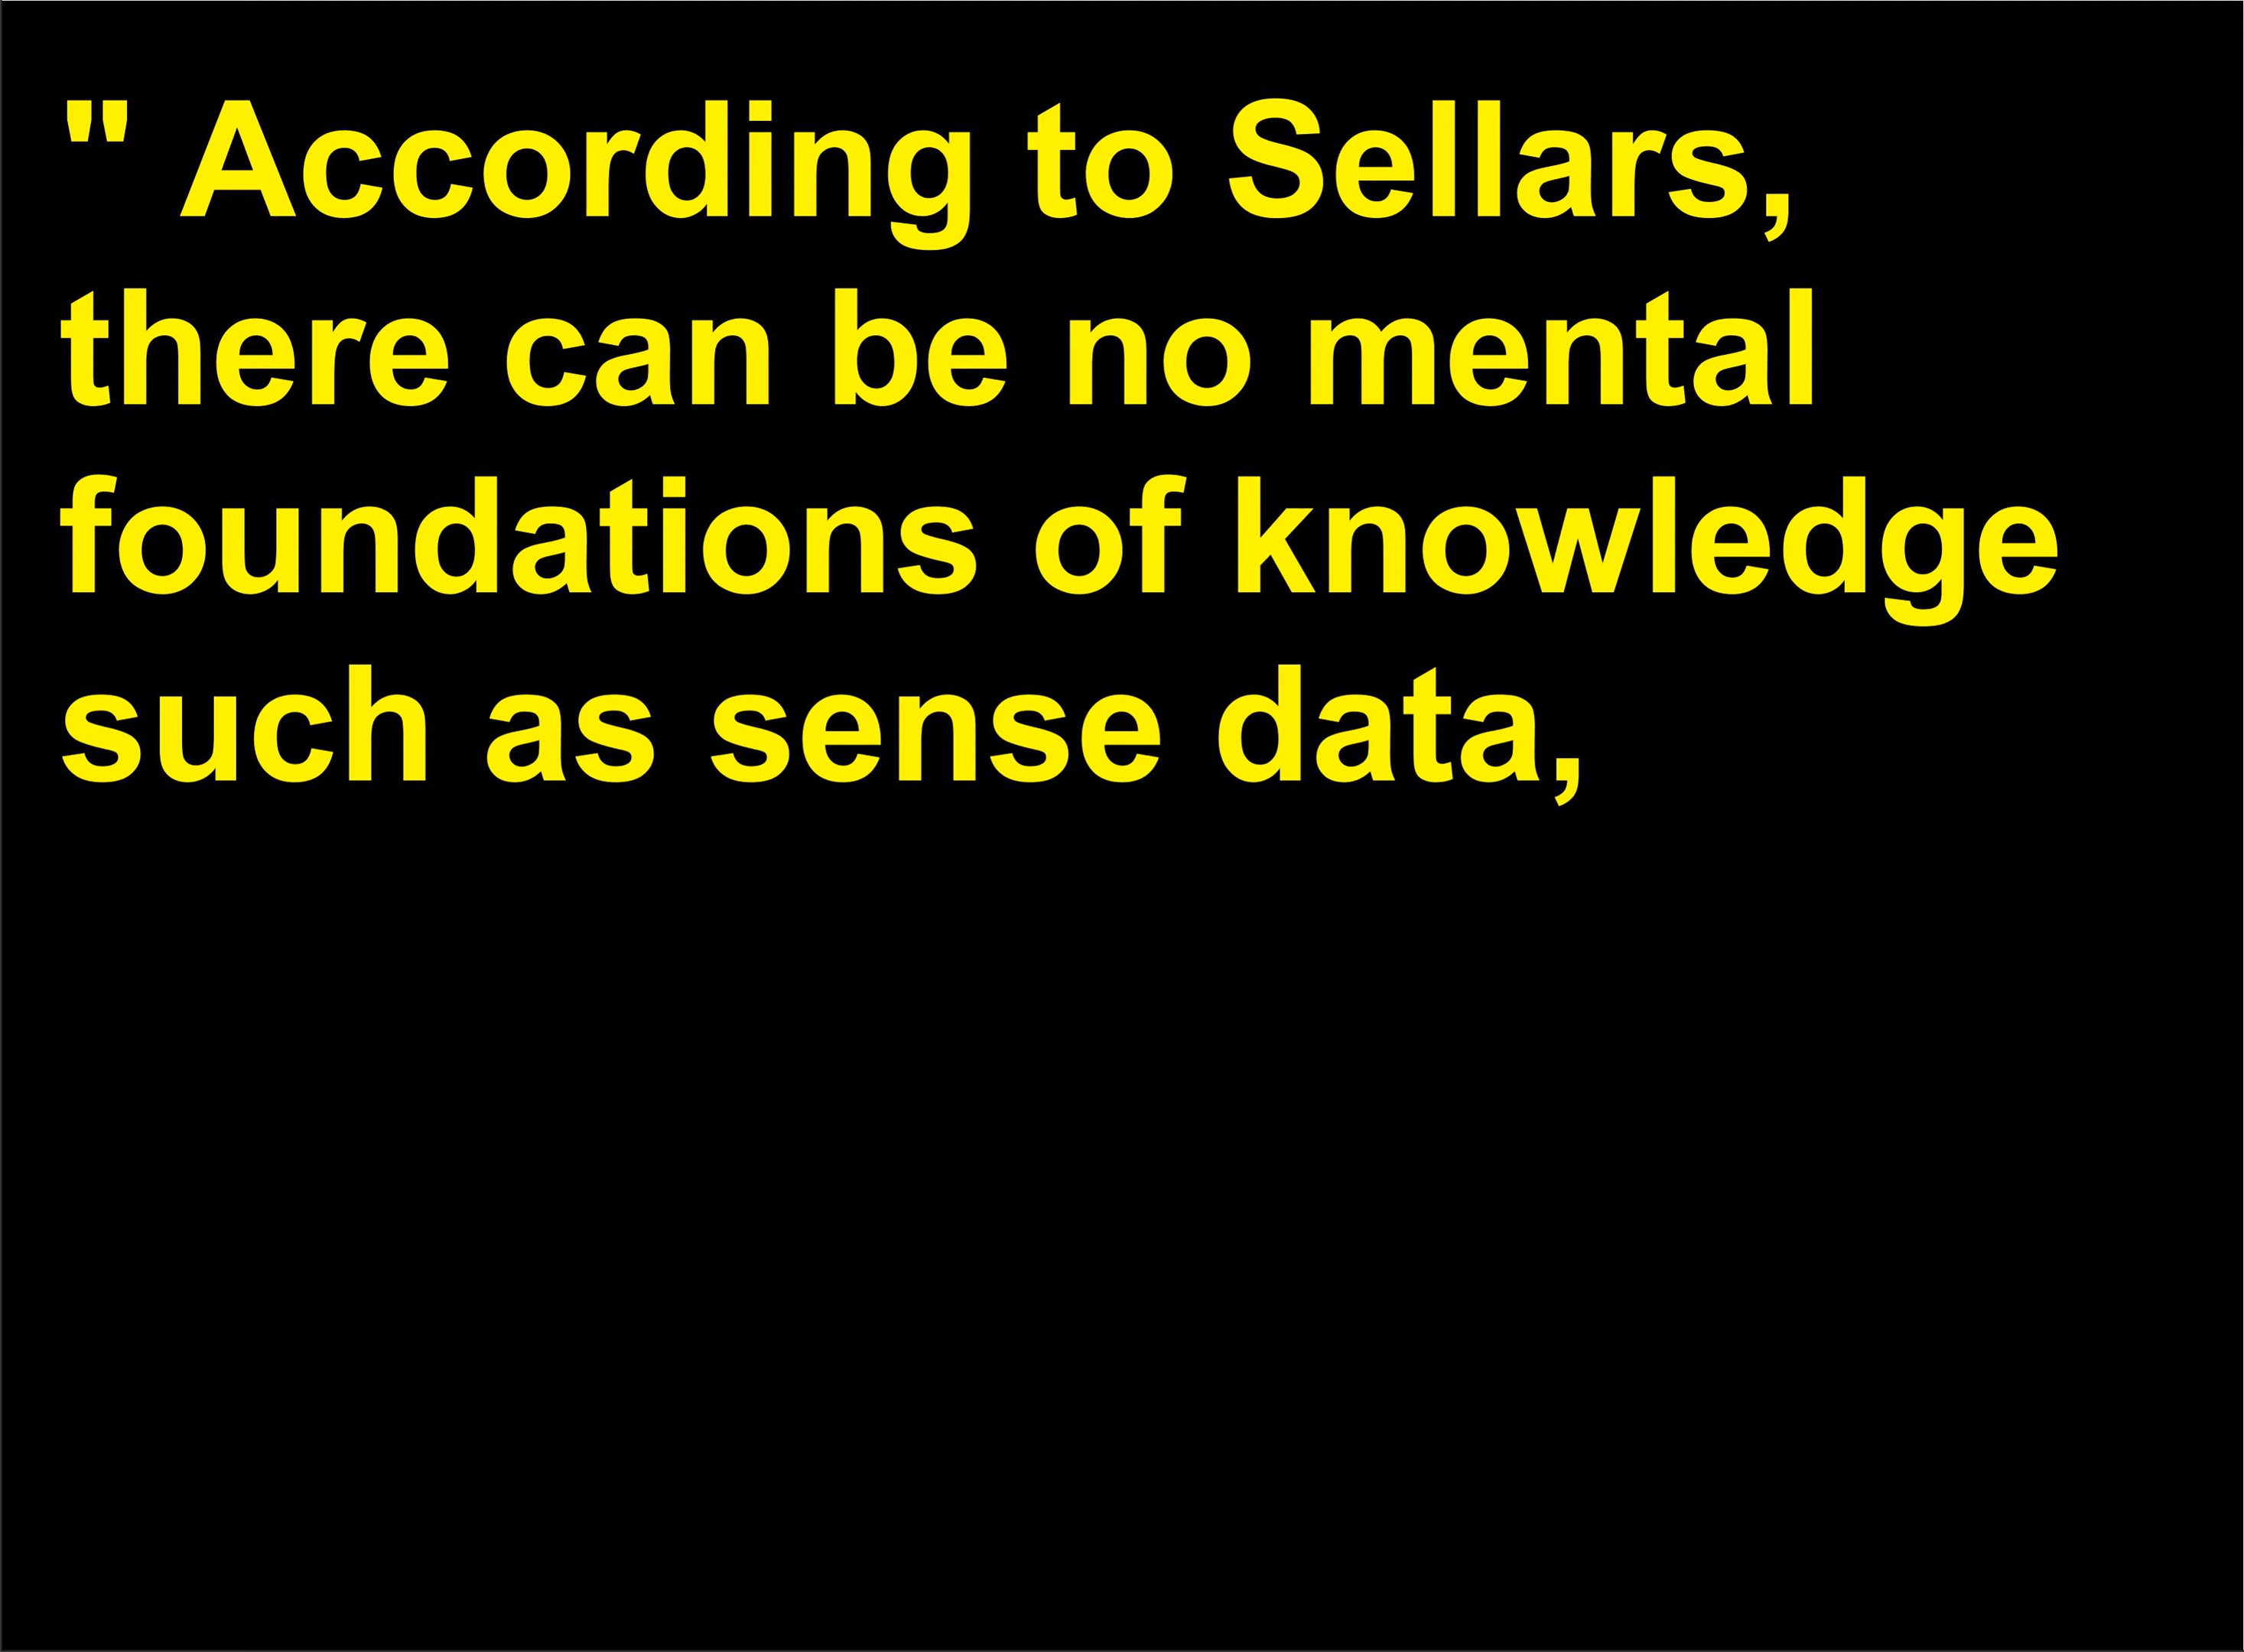 " According to Sellars,
there can be no mental
foundations of knowledge
such as sense data,